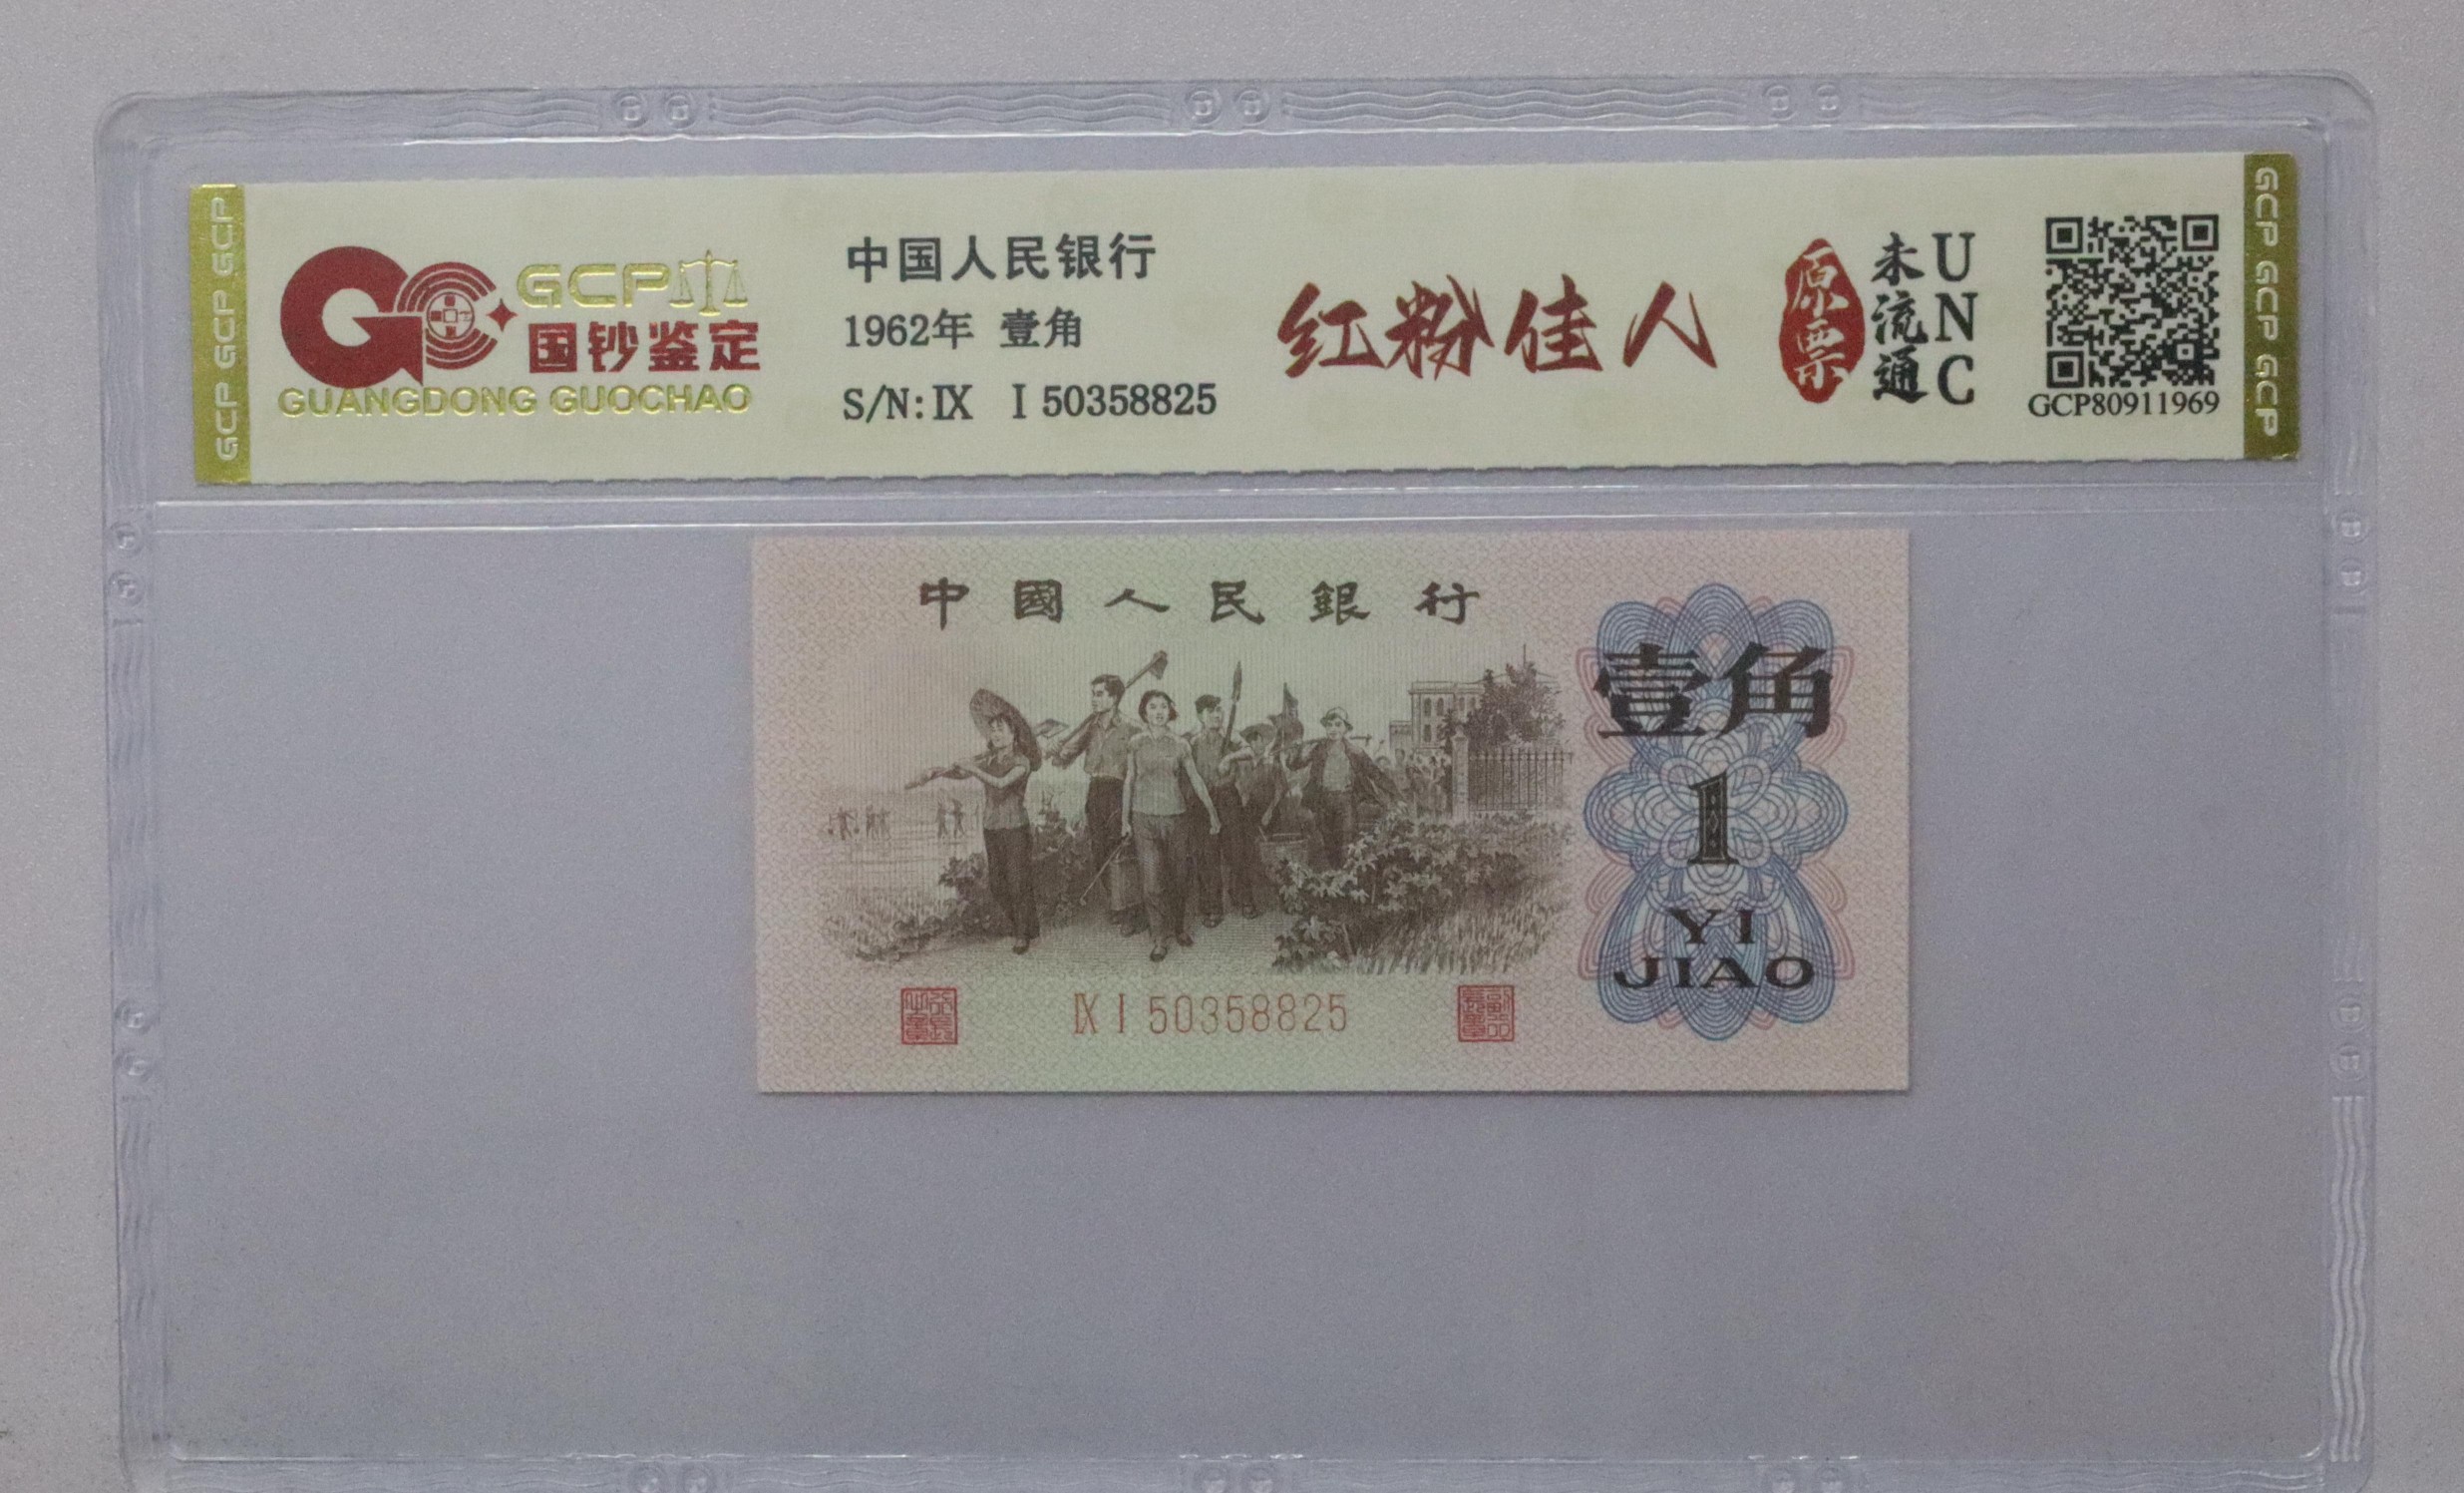 GCP GCP GCP
GCP
国钞鉴定
GUANGDONG GUOCHAO
中国人民银行
1962年 壹角
S/N: Ⅸ Ⅰ 50358825
红粉佳人
原票
未流通
UNC
GCP80911969
GCP GCP GCP
中國人民銀行
壹角
1
YI
JIAO
Ⅸ Ⅰ 50358825